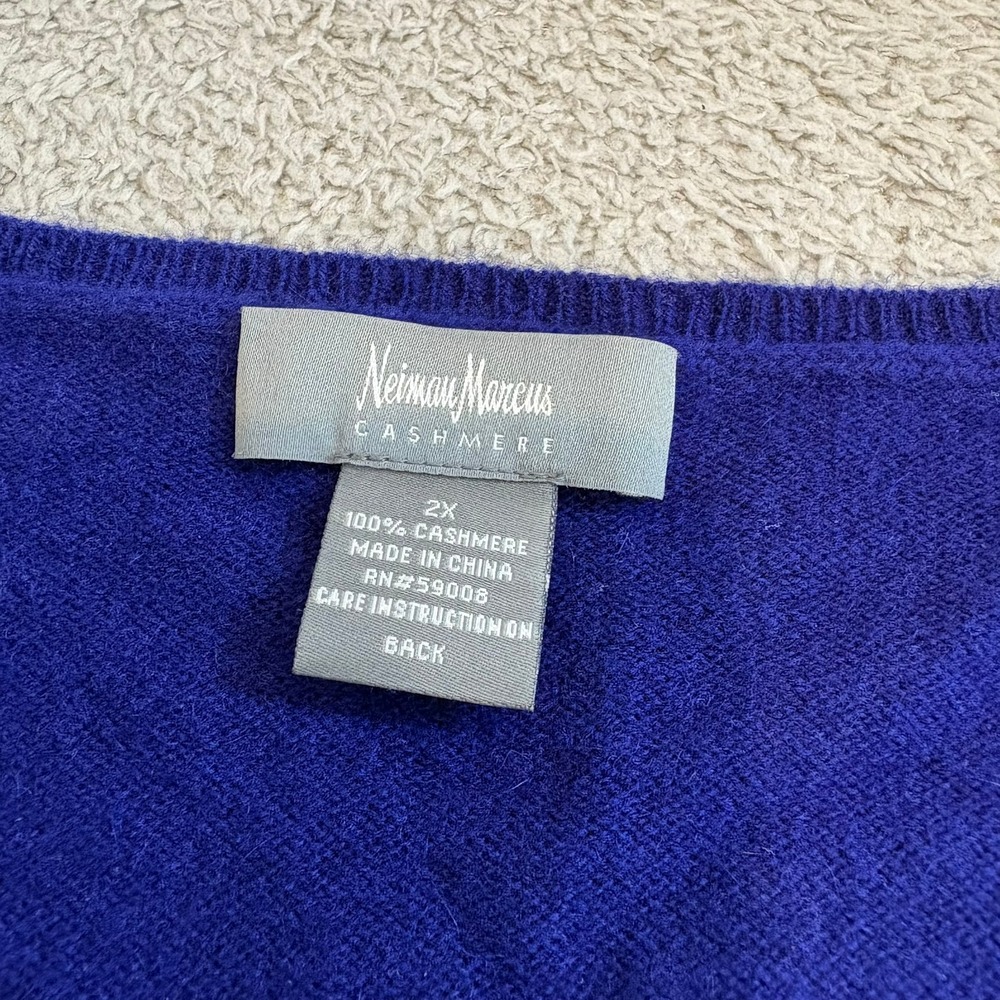 Neiman Marcus
CASHMERE
2X
100% CASHMERE
MADE IN CHINA
RN#59008
CARE INSTRUCTION ON
BACK